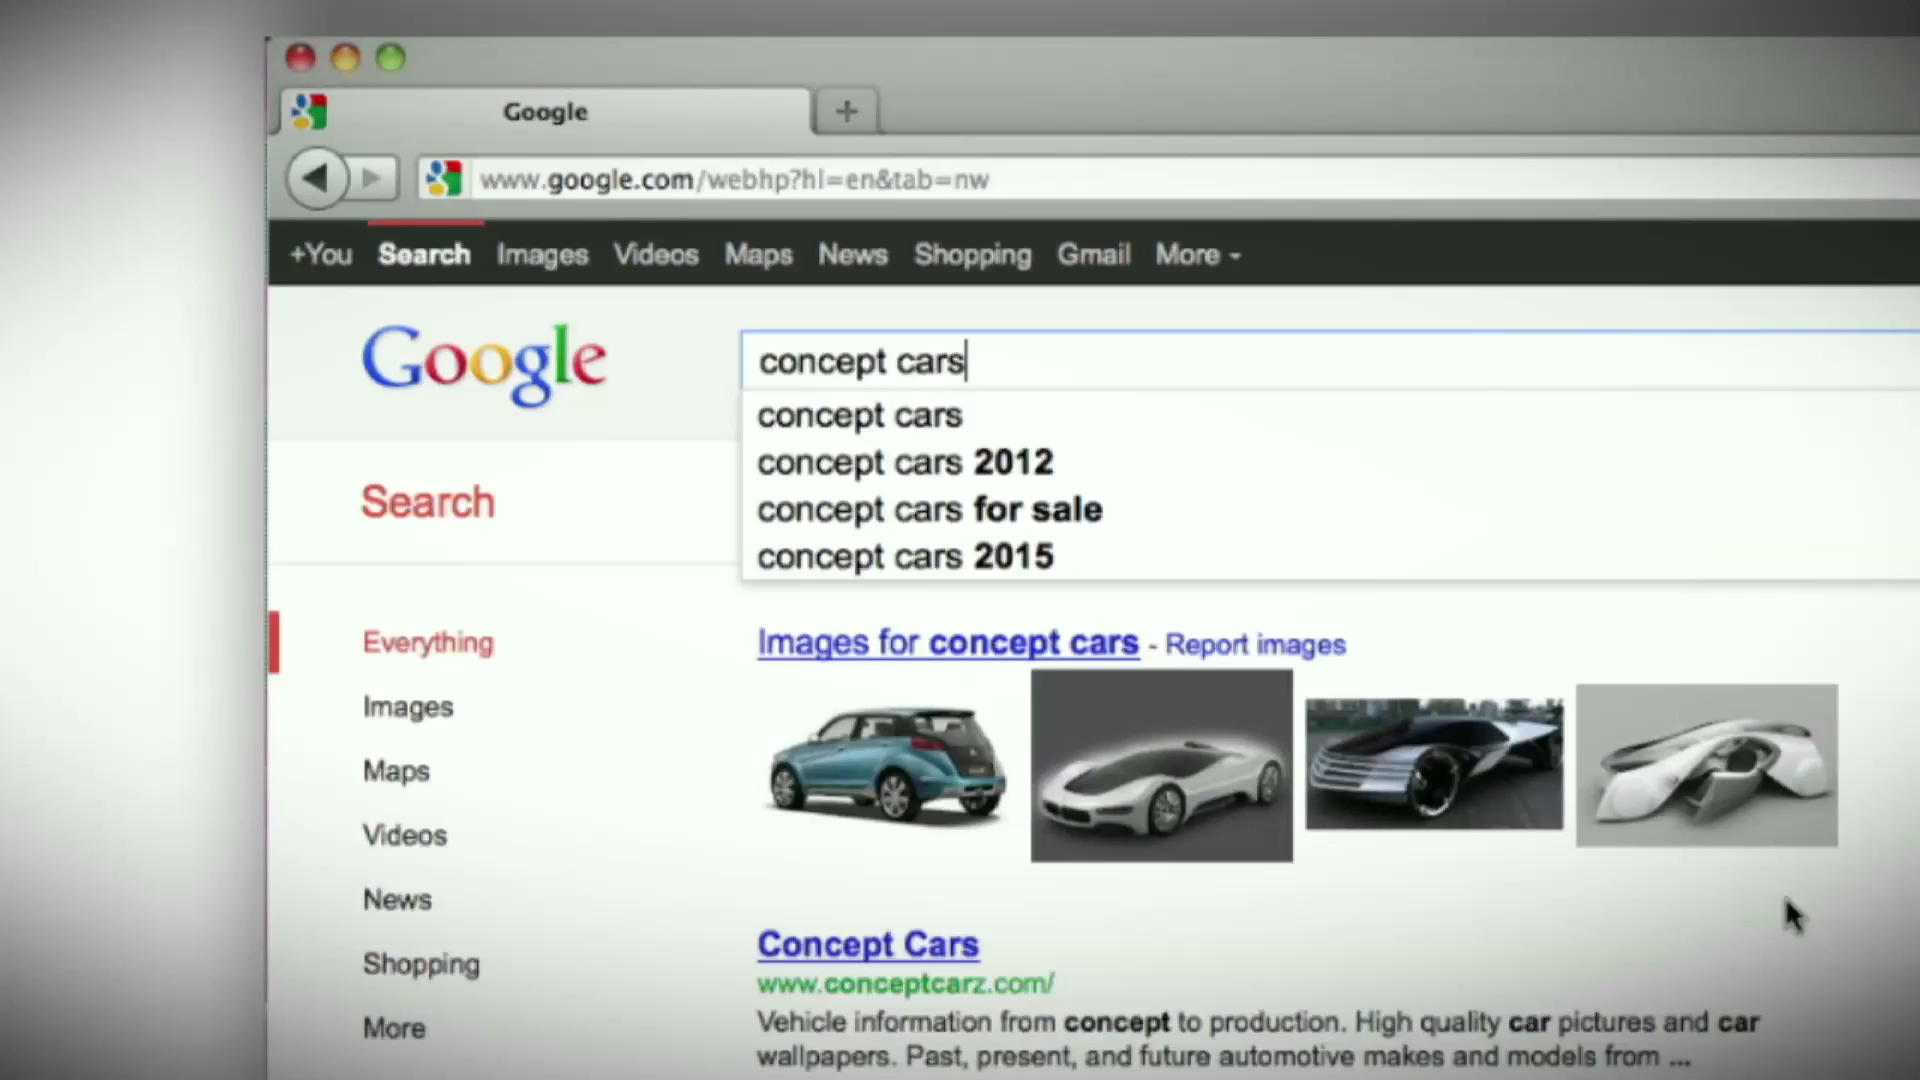 Google
+
www.google.com/webhp?hl=en&tab=nw
+You Search Images Videos Maps News Shopping Gmail More
Google
concept cars
concept cars
concept cars 2012
concept cars for sale
concept cars 2015
Search
Everything
Images
Maps
Videos
News
Shopping
More
Images for concept cars - Report images
Concept Cars
www.conceptcarz.com/
Vehicle information from concept to production. High quality car pictures and car
wallpapers. Past, present, and future automotive makes and models from ...